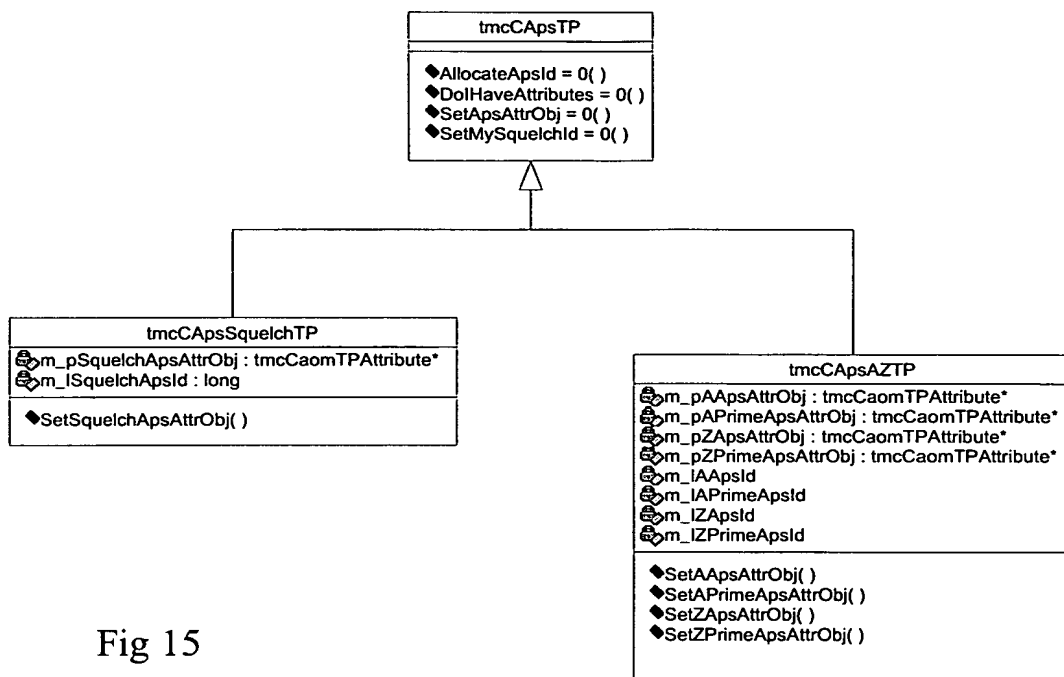 tmcCApsTP
AllocateApsId = 0( )
DoIHaveAttributes = 0( )
SetApsAttrObj = 0( )
SetMySquelchId = 0( )
tmcCApsSquelchTP
m_pSquelchApsAttrObj : tmcCaomTPAttribute*
m_lSquelchApsId : long
SetSquelchApsAttrObj( )
tmcCApsAZTP
m_pAApsAttrObj : tmcCaomTPAttribute*
m_pAPrimeApsAttrObj : tmcCaomTPAttribute*
m_pZApsAttrObj : tmcCaomTPAttribute*
m_pZPrimeApsAttrObj : tmcCaomTPAttribute*
m_lAApsId
m_lAPrimeApsId
m_lZApsId
m_lZPrimeApsId
SetAApsAttrObj( )
SetAPrimeApsAttrObj( )
SetZApsAttrObj( )
SetZPrimeApsAttrObj( )
Fig 15